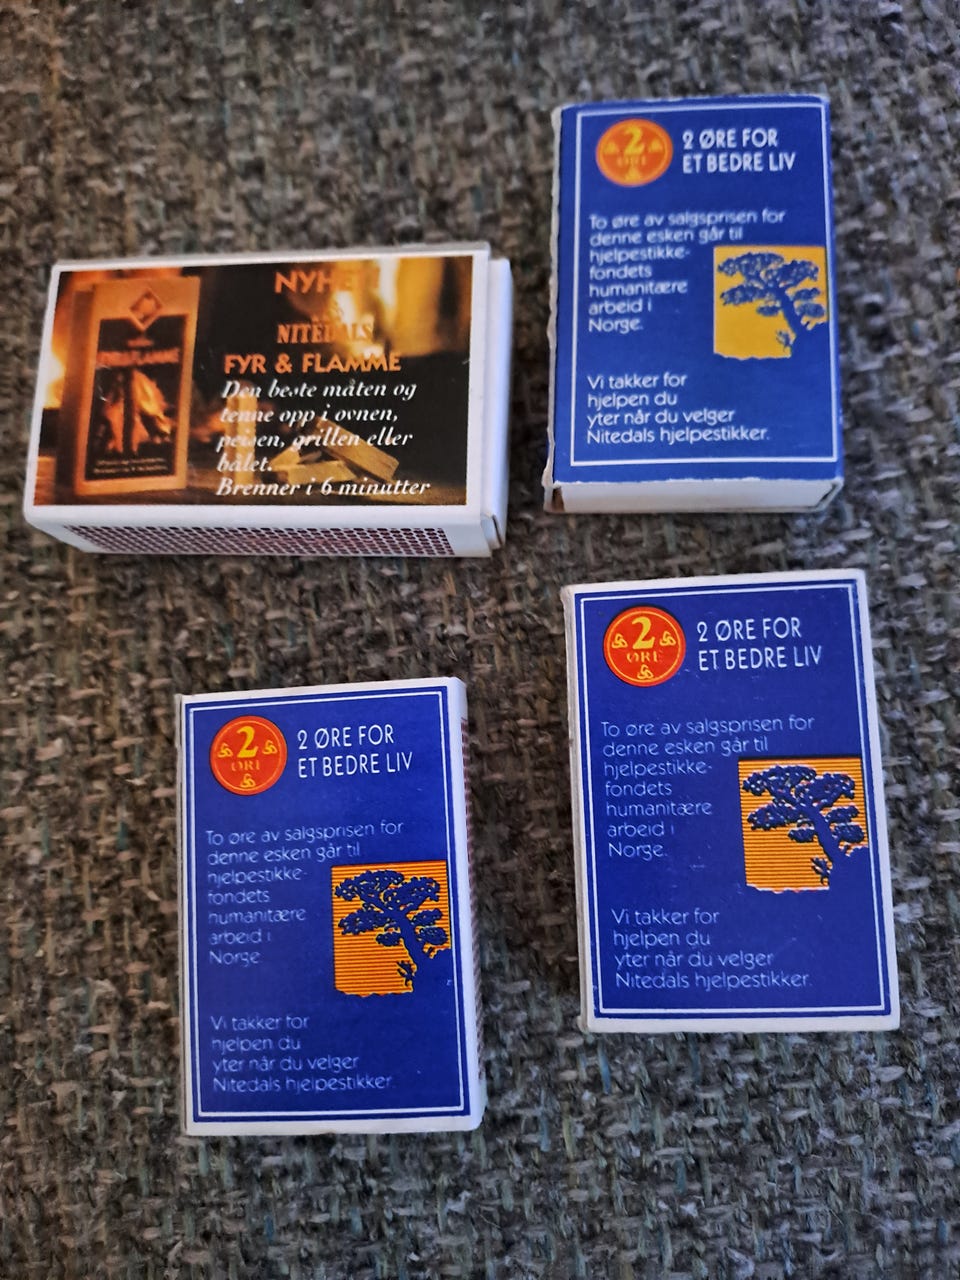 NYHET
NITEDALS
FYR & FLAMME
Den beste måten og
tenne opp i ovnen,
peisen, grillen eller
bålet.
Brenner i 6 minutter
FYR & FLAMME
2
ØRE
2 ØRE FOR
ET BEDRE LIV
To øre av salgsprisen for
denne esken går til
hjelpestikke-
fondets
humanitære
arbeid i
Norge.
Vi takker for
hjelpen du
yter når du velger
Nitedals hjelpestikker.
2
ØRE
2 ØRE FOR
ET BEDRE LIV
To øre av salgsprisen for
denne esken går til
hjelpestikke-
fondets
humanitære
arbeid i
Norge.
Vi takker for
hjelpen du
yter når du velger
Nitedals hjelpestikker.
2
ØRE
2 ØRE FOR
ET BEDRE LIV
To øre av salgsprisen for
denne esken går til
hjelpestikke-
fondets
humanitære
arbeid i
Norge
Vi takker for
hjelpen du
yter når du velger
Nitedals hjelpestikker.